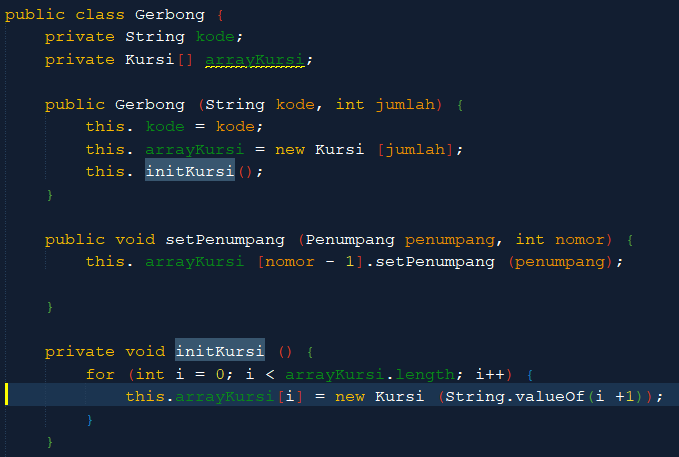 public class Gerbong {
    private String kode;
    private Kursi[] arrayKursi;
    public Gerbong (String kode, int jumlah) {
        this. kode = kode;
        this. arrayKursi = new Kursi [jumlah];
        this. initKursi();
    }
    public void setPenumpang (Penumpang penumpang, int nomor) {
        this. arrayKursi [nomor - 1].setPenumpang (penumpang);
    }
    private void initKursi () {
        for (int i = 0; i < arrayKursi.length; i++) {
            this.arrayKursi[i] = new Kursi (String.valueOf(i +1));
        }
    }